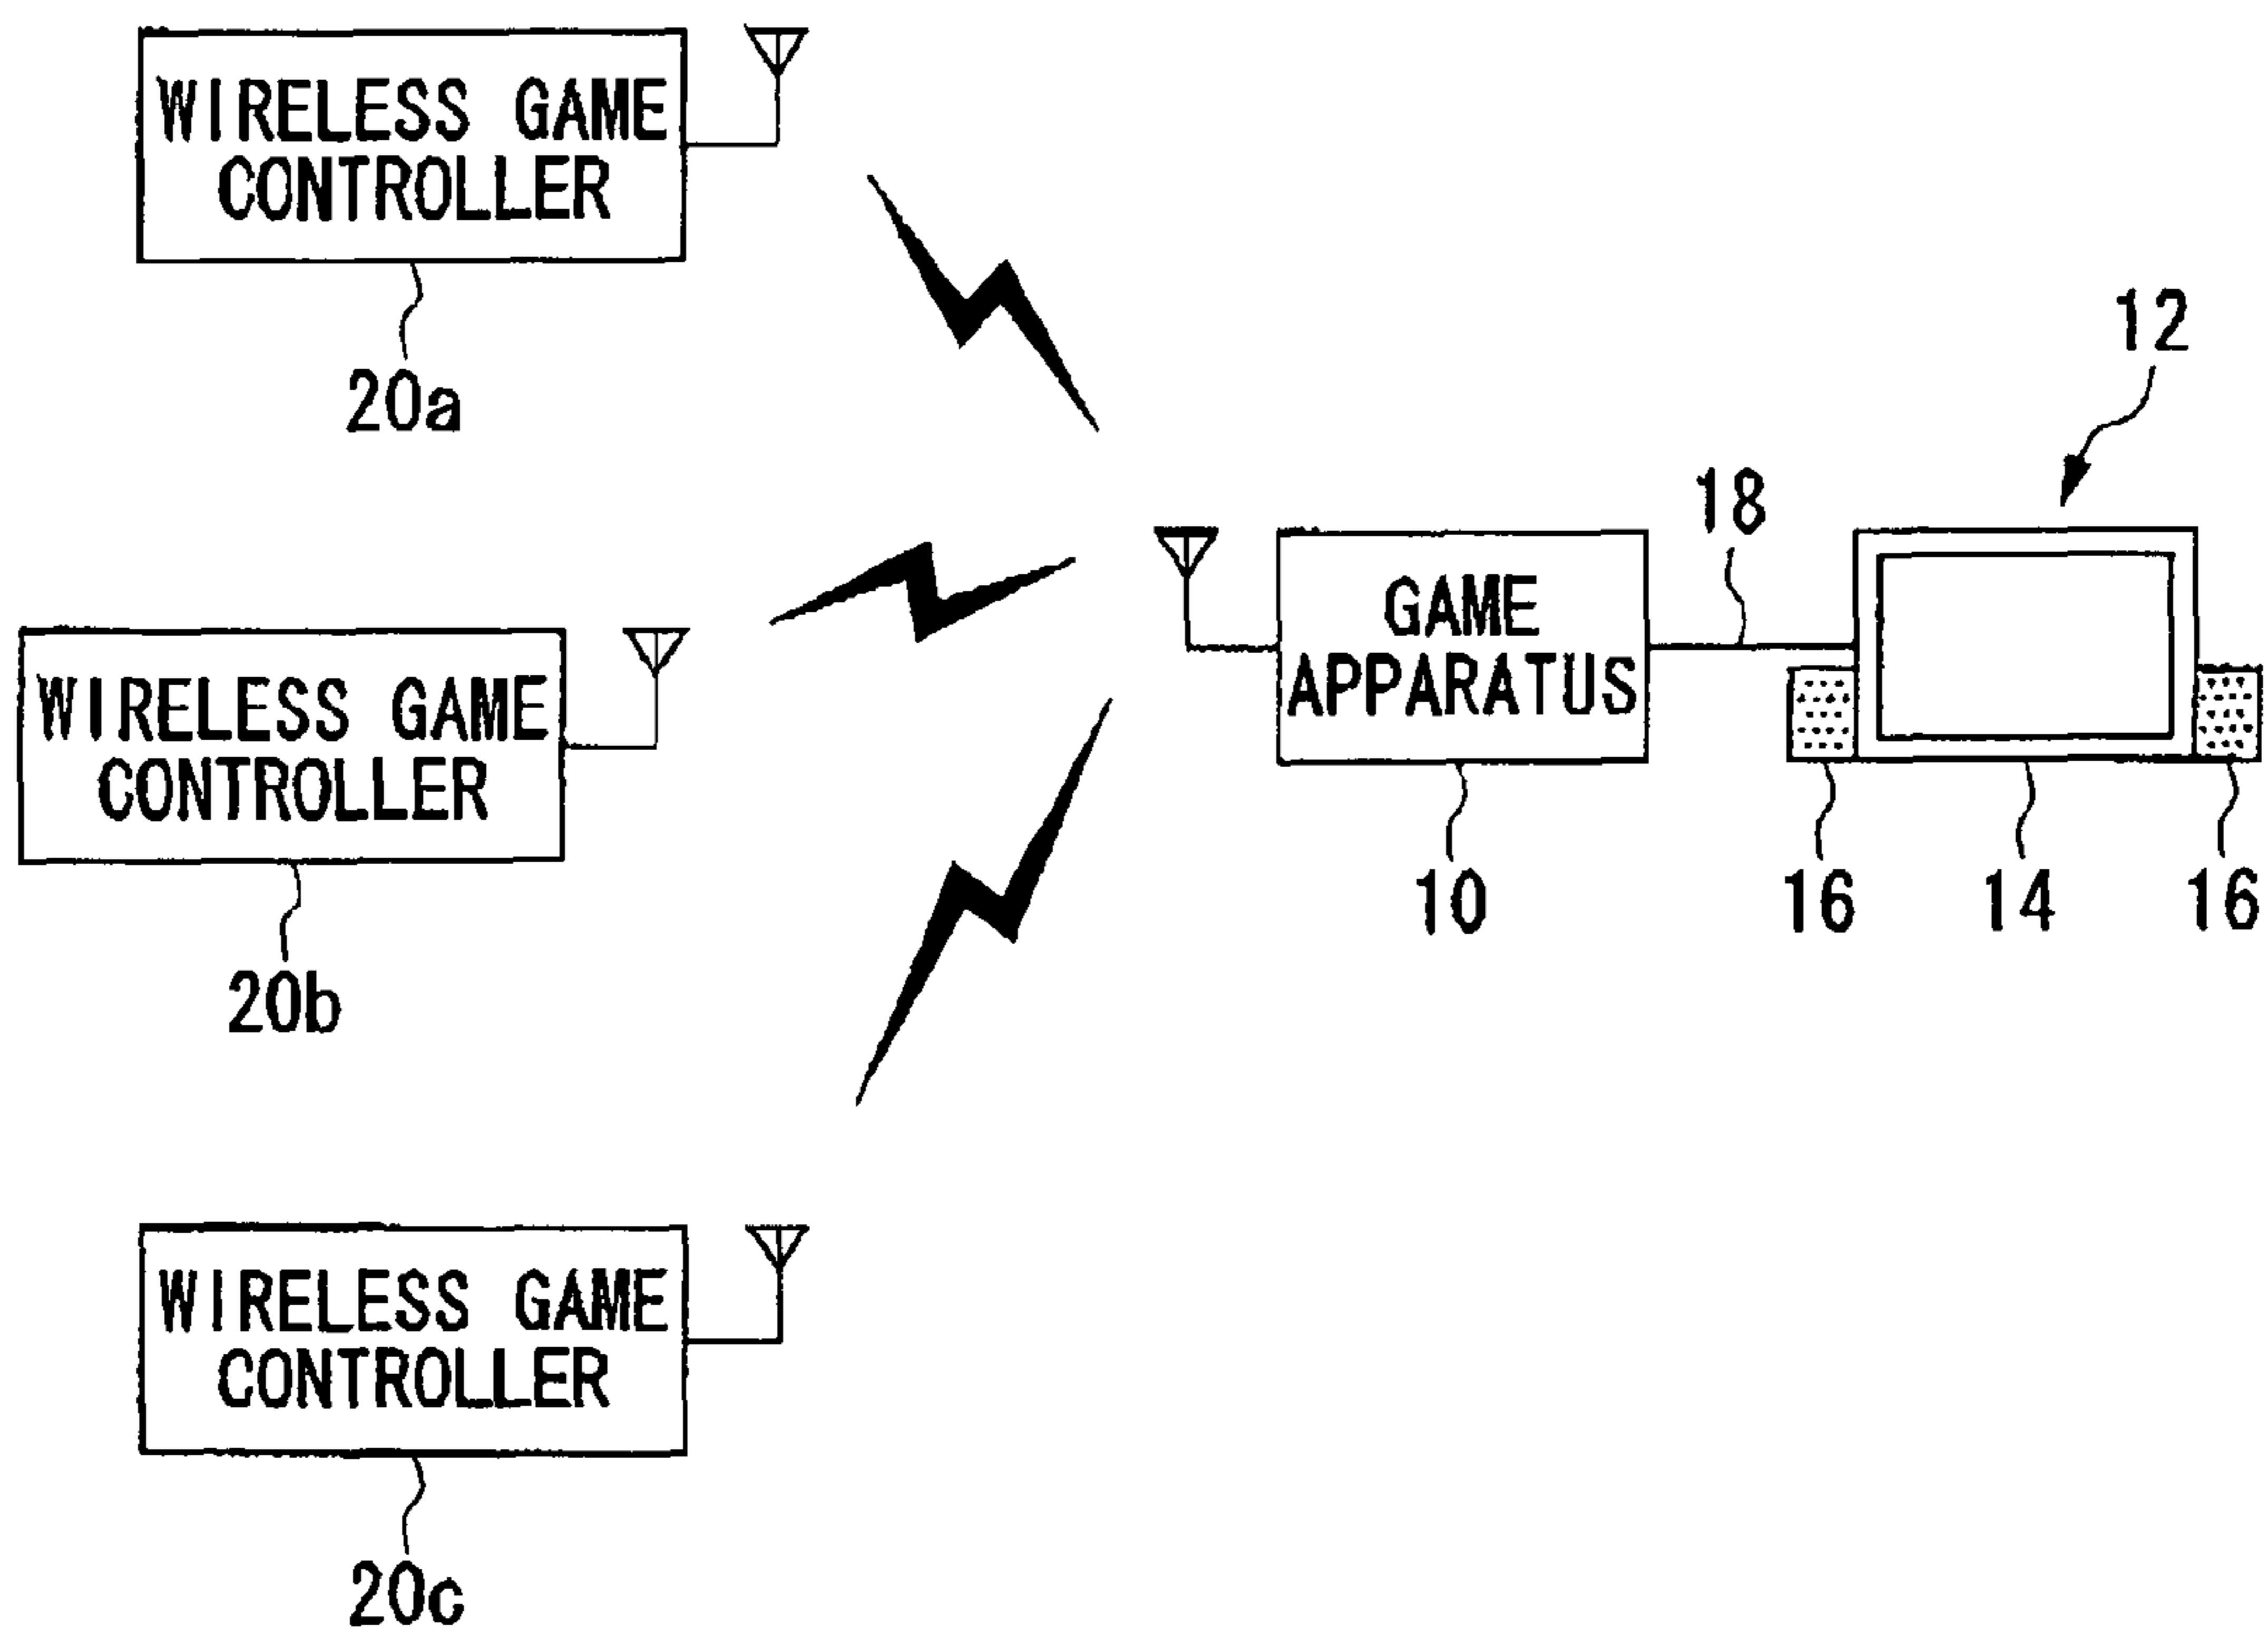 WIRELESS GAME
CONTROLLER
20a
12
18
GAME
APPARATUS
WIRELESS GAME
CONTROLLER
10
16
14
16
20b
WIRELESS GAME
CONTROLLER
20c